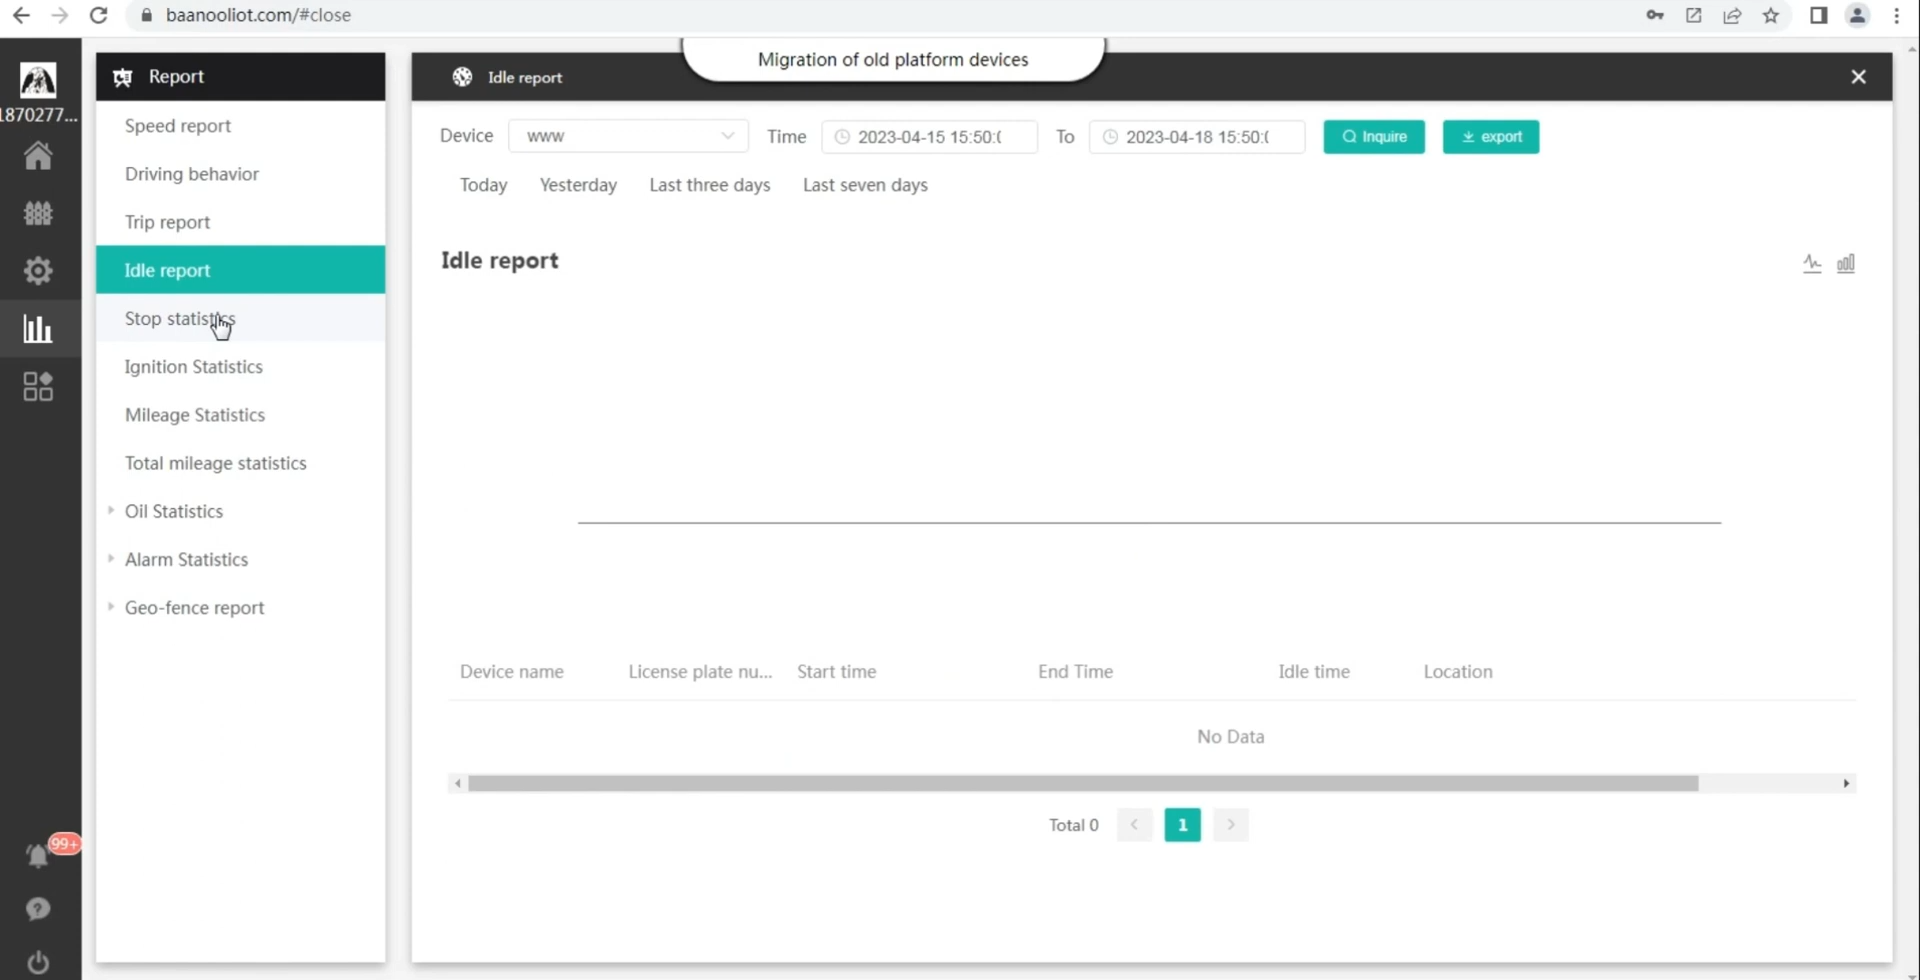 baanooliot.com/#close
1870277...
Report
Speed report
Driving behavior
Trip report
Idle report
Stop statistics
Ignition Statistics
Mileage Statistics
Total mileage statistics
Oil Statistics
Alarm Statistics
Geo-fence report
99+
Migration of old platform devices
Idle report
Device www Time 2023-04-15 15:50:( To 2023-04-18 15:50:( Inquire export
Today Yesterday Last three days Last seven days
Idle report
Device name License plate nu... Start time End Time Idle time Location
No Data
Total 0 < 1 >